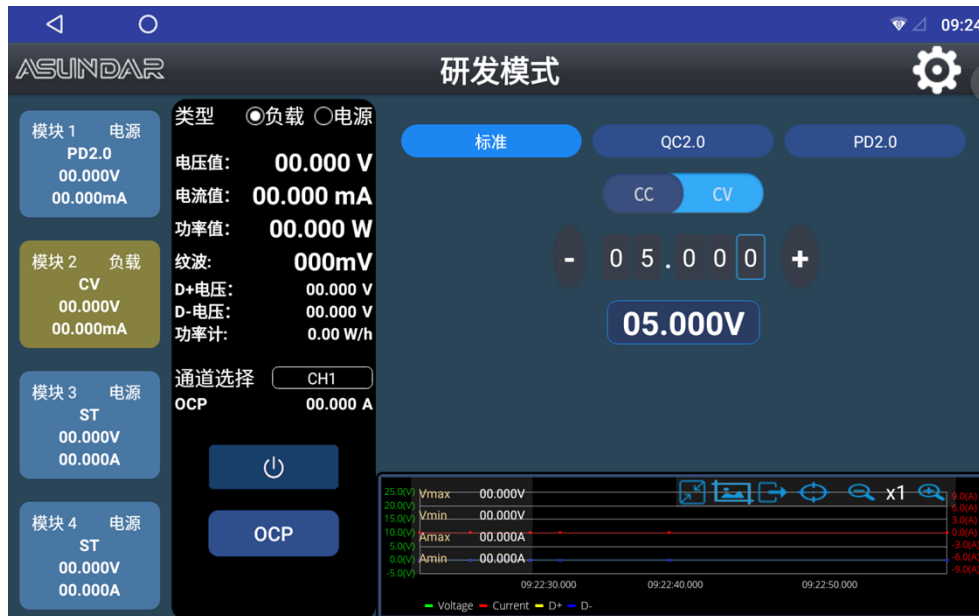 09:24
ASUNDAR
研发模式
模块 1 电源
PD2.0
00.000V
00.000mA
模块 2 负载
CV
00.000V
00.000mA
模块 3 电源
ST
00.000V
00.000A
模块 4 电源
ST
00.000V
00.000A
类型 负载 电源
电压值: 00.000 V
电流值: 00.000 mA
功率值: 00.000 W
纹波: 000mV
D+电压: 00.000 V
D-电压: 00.000 V
功率计: 0.00 W/h
通道选择 CH1
OCP 00.000 A
OCP
标准 QC2.0 PD2.0
CC CV
- 05.000 +
05.000V
x1
Vmax 00.000V
Vmin 00.000V
Amax 00.000A
Amin 00.000A
25.0(V)
20.0(V)
15.0(V)
10.0(V)
5.0(V)
0.0(V)
-5.0(V)
9.0(A)
6.0(A)
3.0(A)
0.0(A)
-3.0(A)
-6.0(A)
-9.0(A)
09:22:30.000 09:22:40.000 09:22:50.000
Voltage Current D+ D-